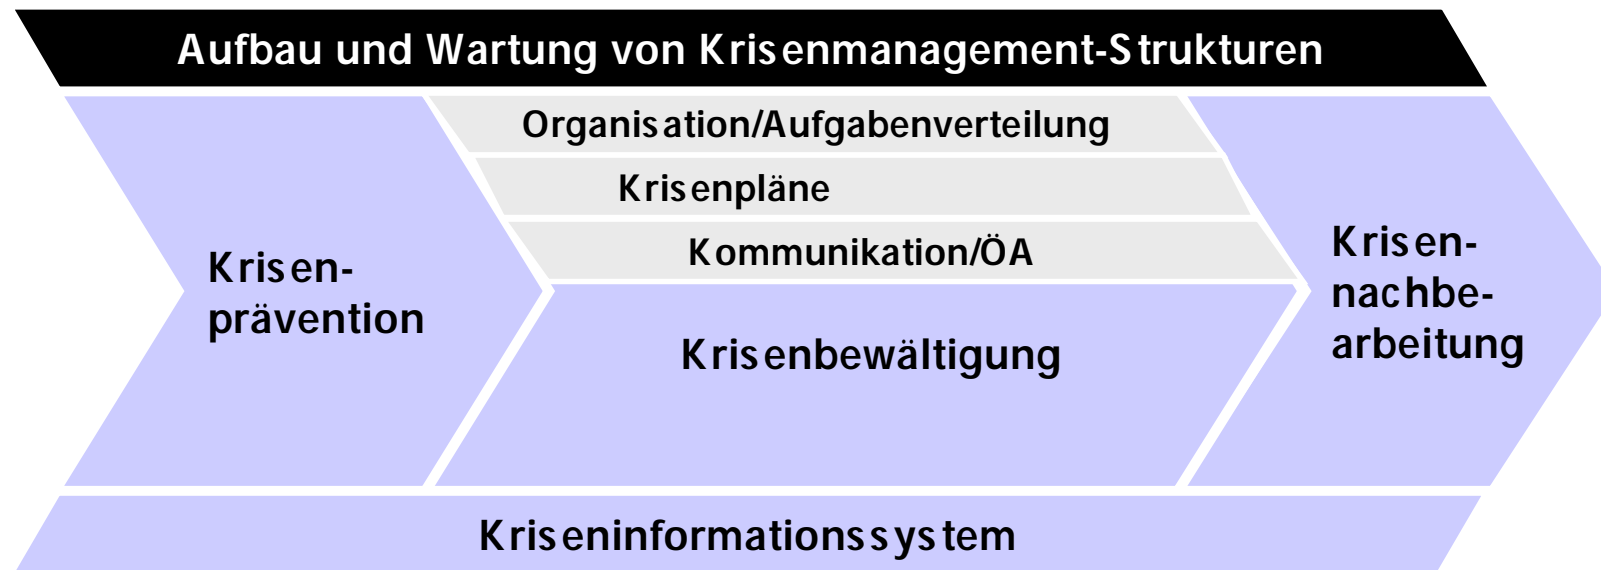 Aufbau und Wartung von Krisenmanagement-Strukturen
Organisation/Aufgabenverteilung
Krisenpläne
Kommunikation/ÖA
Krisen-
prävention
Krisenbewältigung
Krisen-
nachbe-
arbeitung
Kriseninformationssystem